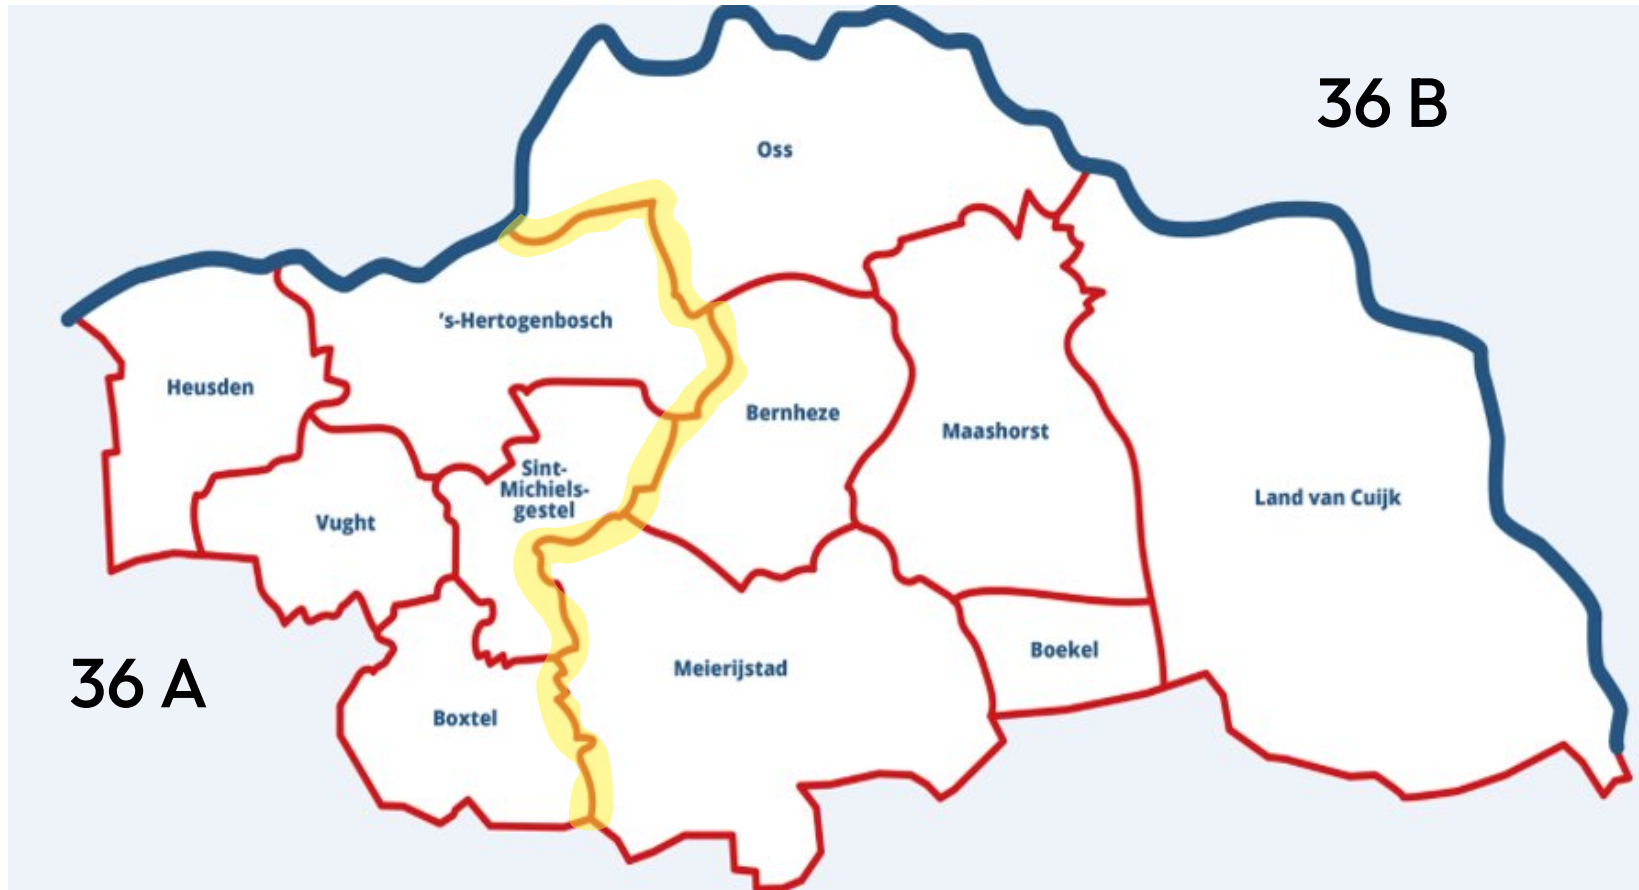 36 B
Oss
's-Hertogenbosch
Heusden
Bernheze
Maashorst
Sint-
Michiels-
gestel
Land van Cuijk
Vught
Boekel
Meierijstad
36 A
Boxtel